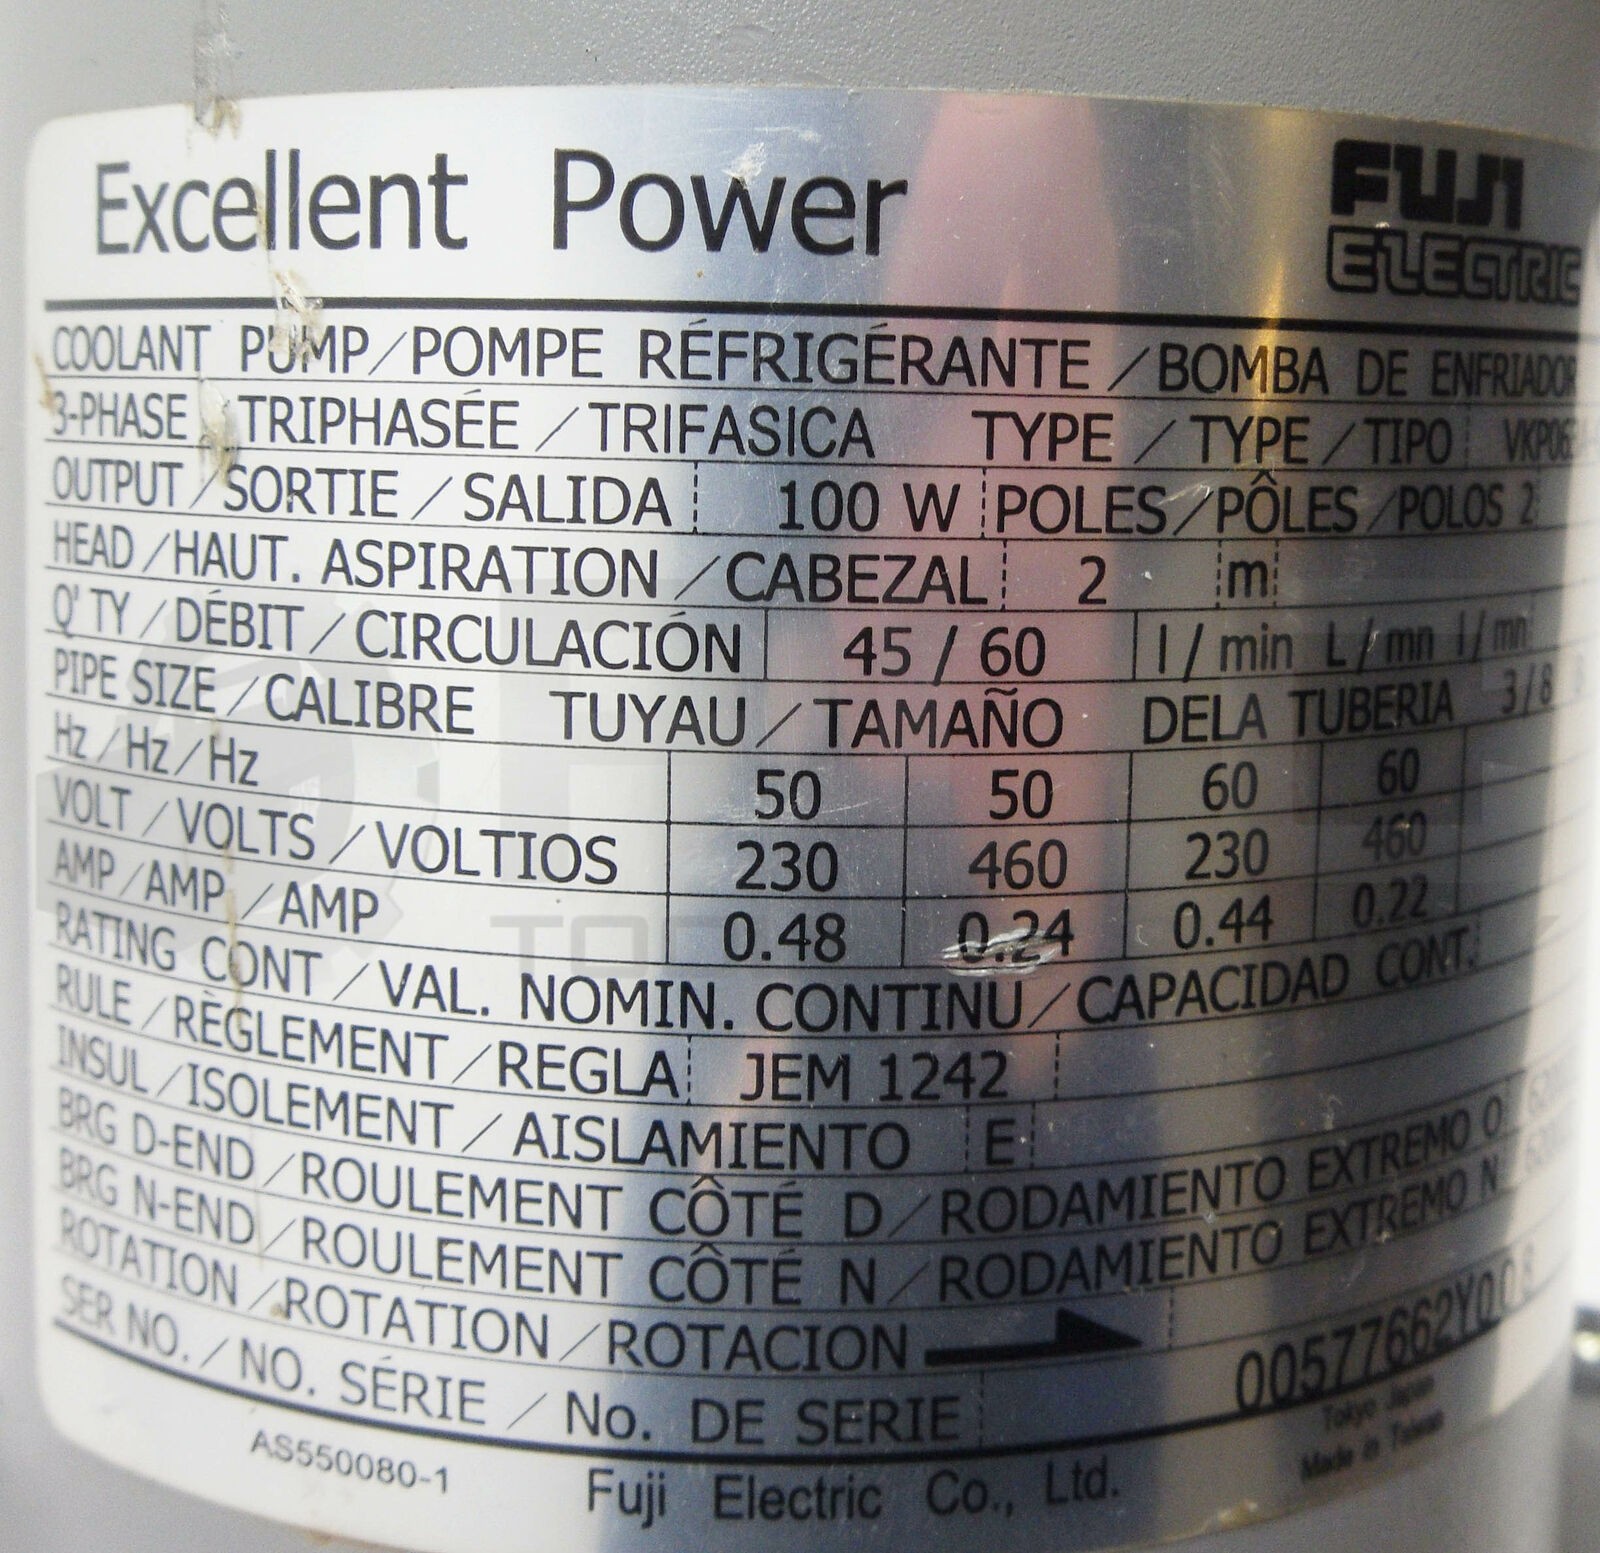 Excellent Power
FUJI
ELECTRIC
COOLANT PUMP/POMPE RÉFRIGÉRANTE/BOMBA DE ENFRIADOR
3-PHASE/TRIPHASÉE/TRIFASICA TYPE/TYPE/TIPO
OUTPUT/SORTIE/SALIDA 100 W POLES/PÔLES/POLOS 2
HEAD/HAUT. ASPIRATION/CABEZAL 2 m
Q'TY/DÉBIT/CIRCULACIÓN 45/60 l/min L/mn l/mn
PIPE SIZE/CALIBRE TUYAU/TAMAÑO DELA TUBERIA 3/8
Hz/Hz/Hz 50 50 60 60
VOLT/VOLTS/VOLTIOS 230 460 230 460
AMP/AMP/AMP 0.48 0.24 0.44 0.22
RATING CONT/VAL. NOMIN. CONTINU/CAPACIDAD CONT.
RULE/RÈGLEMENT/REGLA JEM 1242
INSUL/ISOLEMENT/AISLAMIENTO E
BRG D-END/ROULEMENT CÔTÉ D/RODAMIENTO EXTREMO O
BRG N-END/ROULEMENT CÔTÉ N/RODAMIENTO EXTREMO N
ROTATION/ROTATION/ROTACION
SER NO./NO. SÉRIE/No. DE SERIE 00577662Y0
AS550080-1 Fuji Electric Co., Ltd. Tokyo Japan
Made in Taiwan